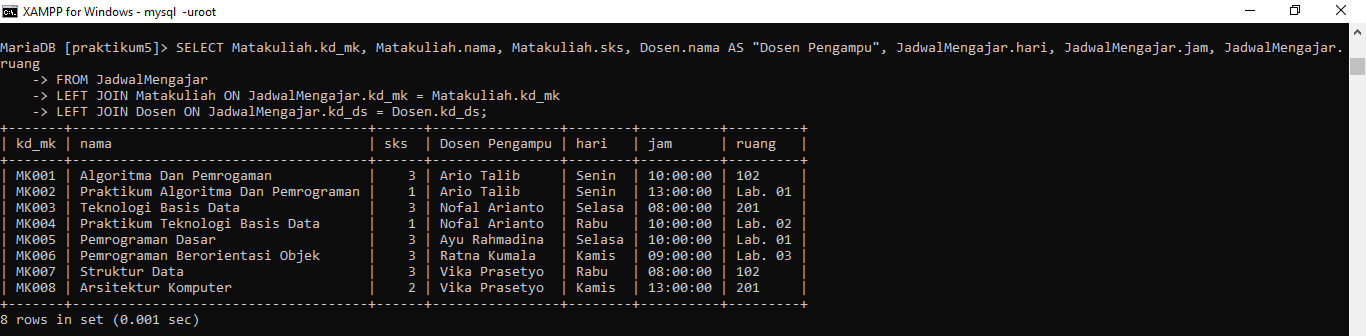 XAMPP for Windows - mysql  -uroot
MariaDB [praktikum5]> SELECT Matakuliah.kd_mk, Matakuliah.nama, Matakuliah.sks, Dosen.nama AS "Dosen Pengampu", JadwalMengajar.hari, JadwalMengajar.jam, JadwalMengajar.
ruang
    -> FROM JadwalMengajar
    -> LEFT JOIN Matakuliah ON JadwalMengajar.kd_mk = Matakuliah.kd_mk
    -> LEFT JOIN Dosen ON JadwalMengajar.kd_ds = Dosen.kd_ds;
+-------+------------------------------------+------+----------------+--------+----------+---------+
| kd_mk | nama                               | sks  | Dosen Pengampu | hari   | jam      | ruang   |
+-------+------------------------------------+------+----------------+--------+----------+---------+
| MK001 | Algoritma Dan Pemrogaman           |    3 | Ario Talib     | Senin  | 10:00:00 | 102     |
| MK002 | Praktikum Algoritma Dan Pemrograman |    1 | Ario Talib     | Senin  | 13:00:00 | Lab. 01 |
| MK003 | Teknologi Basis Data               |    3 | Nofal Arianto  | Selasa | 08:00:00 | 201     |
| MK004 | Praktikum Teknologi Basis Data     |    1 | Nofal Arianto  | Rabu   | 10:00:00 | Lab. 02 |
| MK005 | Pemrograman Dasar                  |    3 | Ayu Rahmadina  | Selasa | 10:00:00 | Lab. 01 |
| MK006 | Pemrograman Berorientasi Objek     |    3 | Ratna Kumala   | Kamis  | 09:00:00 | Lab. 03 |
| MK007 | Struktur Data                      |    3 | Vika Prasetyo  | Rabu   | 08:00:00 | 102     |
| MK008 | Arsitektur Komputer                |    2 | Vika Prasetyo  | Kamis  | 13:00:00 | 201     |
+-------+------------------------------------+------+----------------+--------+----------+---------+
8 rows in set (0.001 sec)